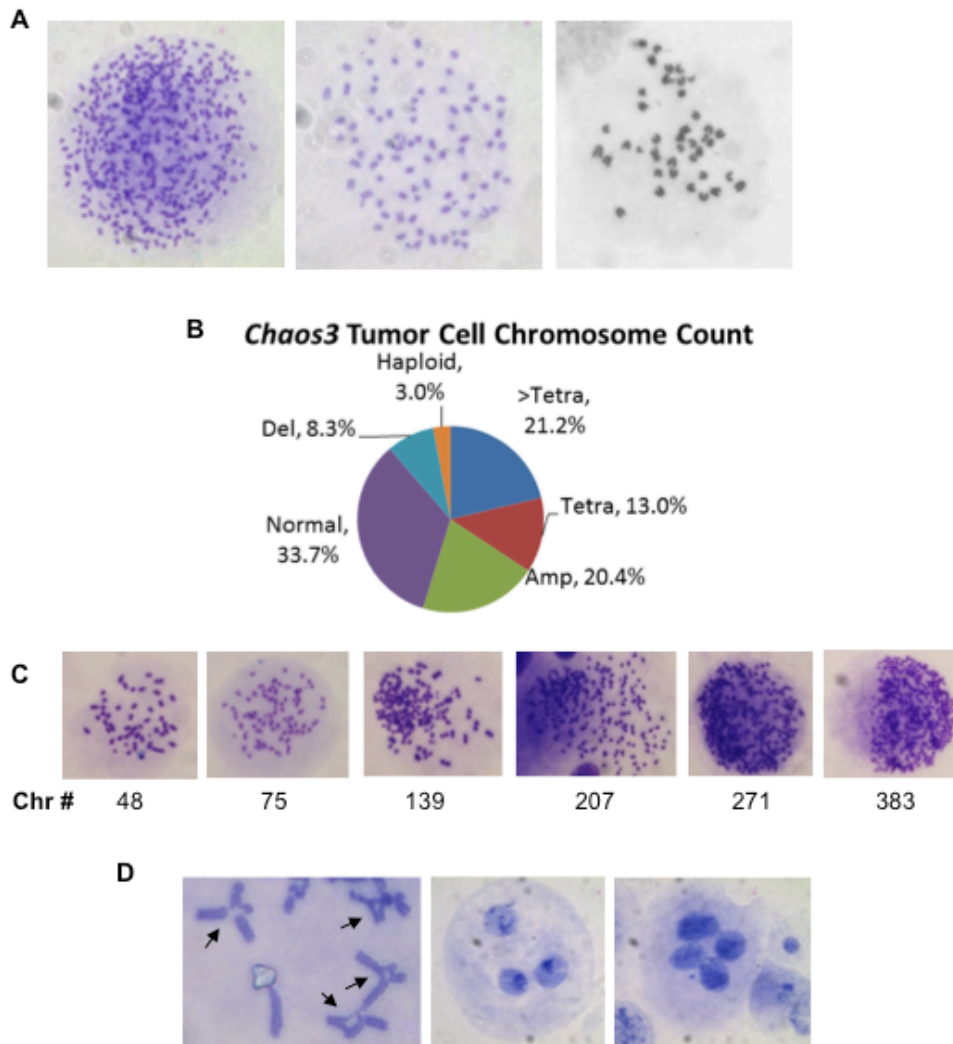 A
B
Chaos3 Tumor Cell Chromosome Count
Haploid,
3.0%
>Tetra,
21.2%
Del, 8.3%
Tetra, 13.0%
Normal,
33.7%
Amp, 20.4%
C
Chr # 48 75 139 207 271 383
D